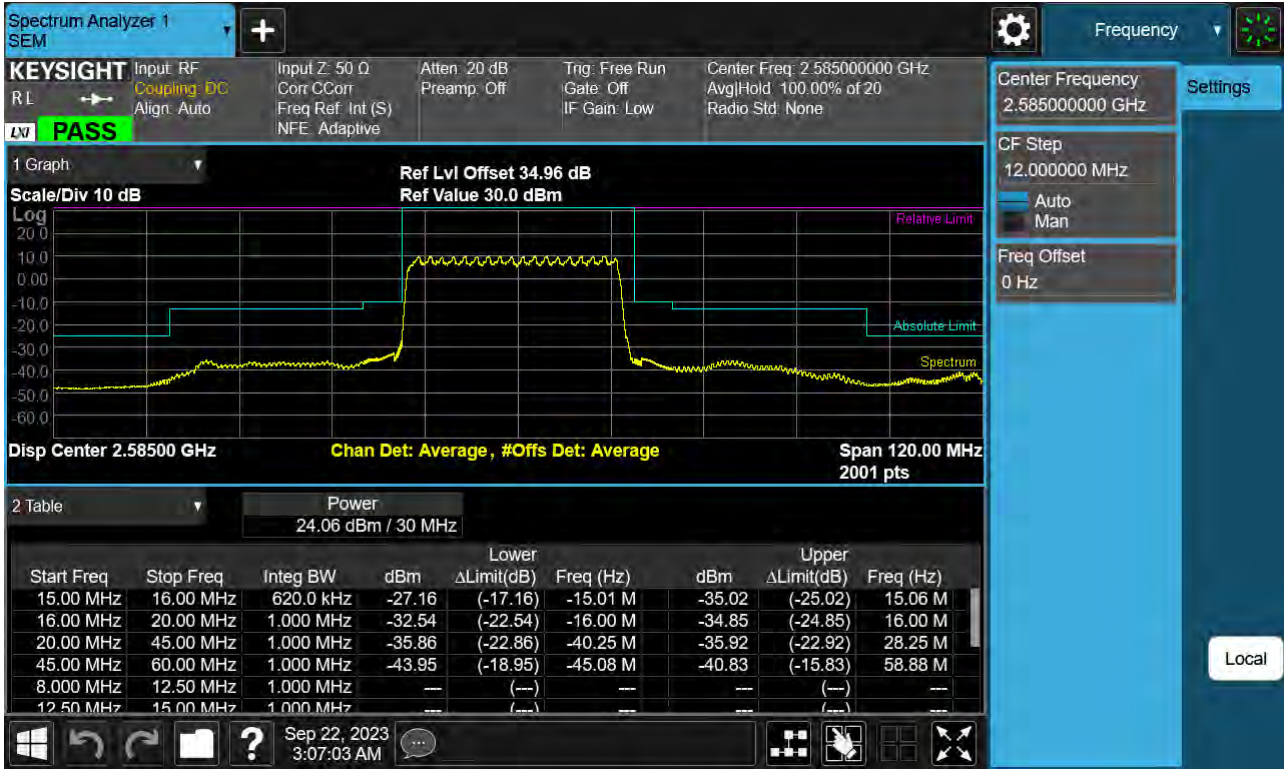 Spectrum Analyzer 1
SEM
Frequency
KEYSIGHT
R L
LXI
PASS
Input: RF
Coupling: DC
Align: Auto
Input Z: 50 Ω
Corr CCorr
Freq Ref: Int (S)
NFE: Adaptive
Atten: 20 dB
Preamp: Off
Trig: Free Run
Gate: Off
IF Gain: Low
Center Freq: 2.585000000 GHz
Avg|Hold: 100.00% of 20
Radio Std: None
Center Frequency
2.585000000 GHz
Settings
CF Step
12.000000 MHz
Auto
Man
Freq Offset
0 Hz
Local
1 Graph
Ref Lvl Offset 34.96 dB
Scale/Div 10 dB
Ref Value 30.0 dBm
Log
20.0
10.0
0.00
-10.0
-20.0
-30.0
-40.0
-50.0
-60.0
Relative Limit
Absolute Limit
Spectrum
Disp Center 2.58500 GHz
Chan Det: Average , #Offs Det: Average
Span 120.00 MHz
2001 pts
2 Table
Power
24.06 dBm / 30 MHz
Lower Upper
Start Freq Stop Freq Integ BW dBm ΔLimit(dB) Freq (Hz) dBm ΔLimit(dB) Freq (Hz)
15.00 MHz 16.00 MHz 620.0 kHz -27.16 (-17.16) -15.01 M -35.02 (-25.02) 15.06 M
16.00 MHz 20.00 MHz 1.000 MHz -32.54 (-22.54) -16.00 M -34.85 (-24.85) 16.00 M
20.00 MHz 45.00 MHz 1.000 MHz -35.86 (-22.86) -40.25 M -35.92 (-22.92) 28.25 M
45.00 MHz 60.00 MHz 1.000 MHz -43.95 (-18.95) -45.08 M -40.83 (-15.83) 58.88 M
8.000 MHz 12.50 MHz 1.000 MHz --- (---) --- --- (---) ---
12.50 MHz 15.00 MHz 1.000 MHz --- (---) --- --- (---) ---
Sep 22, 2023
3:07:03 AM